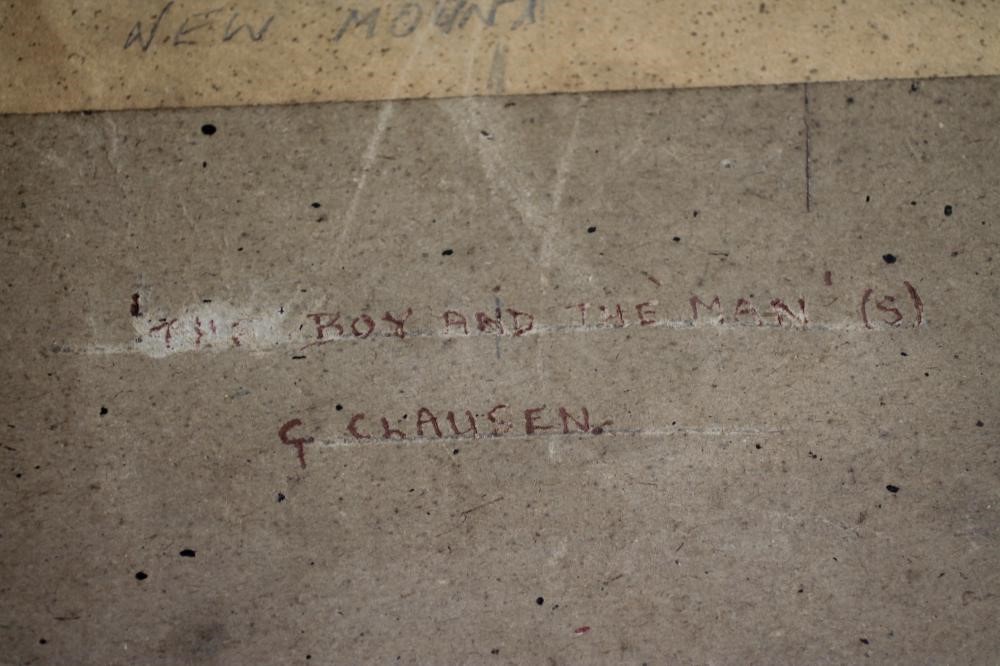 NEW MOUNT
'THE BOY AND THE MAN' (S)
G CLAUSEN.